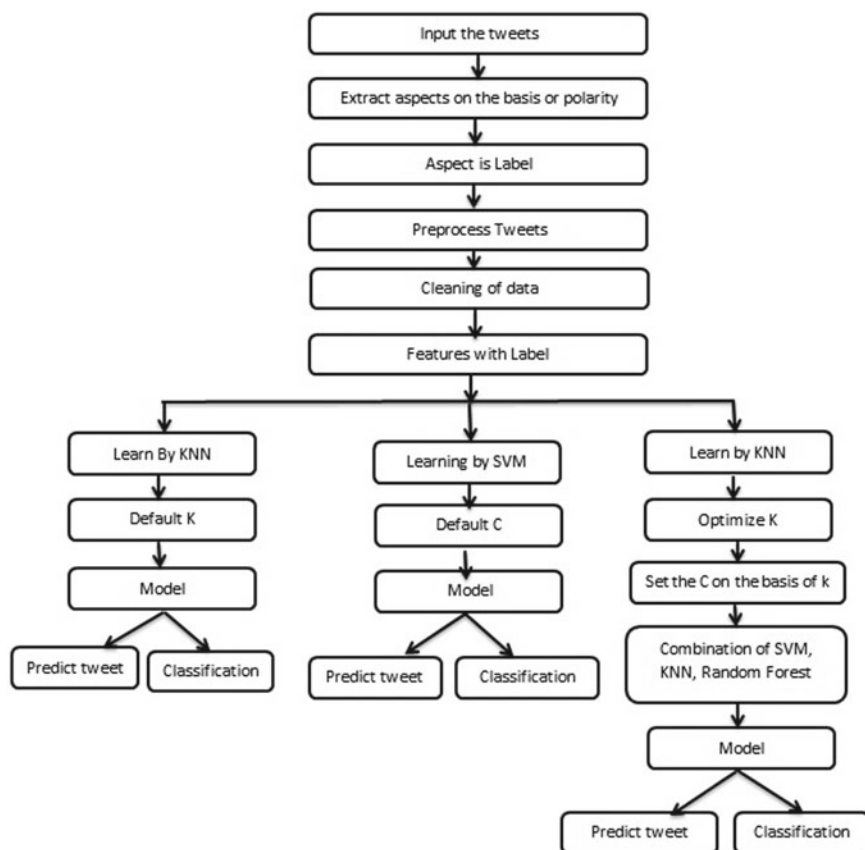 Input the tweets
Extract aspects on the basis or polarity
Aspect is Label
Preprocess Tweets
Cleaning of data
Features with Label
Learn By KNN
Default K
Model
Predict tweet
Classification
Learning by SVM
Default C
Model
Predict tweet
Classification
Learn by KNN
Optimize K
Set the C on the basis of k
Combination of SVM,
KNN, Random Forest
Model
Predict tweet
Classification